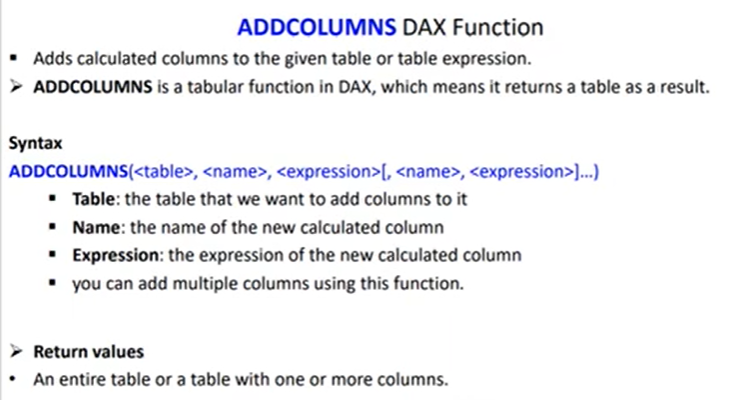 ADDCOLUMNS DAX Function
▪ Adds calculated columns to the given table or table expression.
➢ ADDCOLUMNS is a tabular function in DAX, which means it returns a table as a result.
Syntax
ADDCOLUMNS(<table>, <name>, <expression>[, <name>, <expression>]…)
▪ Table: the table that we want to add columns to it
▪ Name: the name of the new calculated column
▪ Expression: the expression of the new calculated column
▪ you can add multiple columns using this function.
➢ Return values
• An entire table or a table with one or more columns.